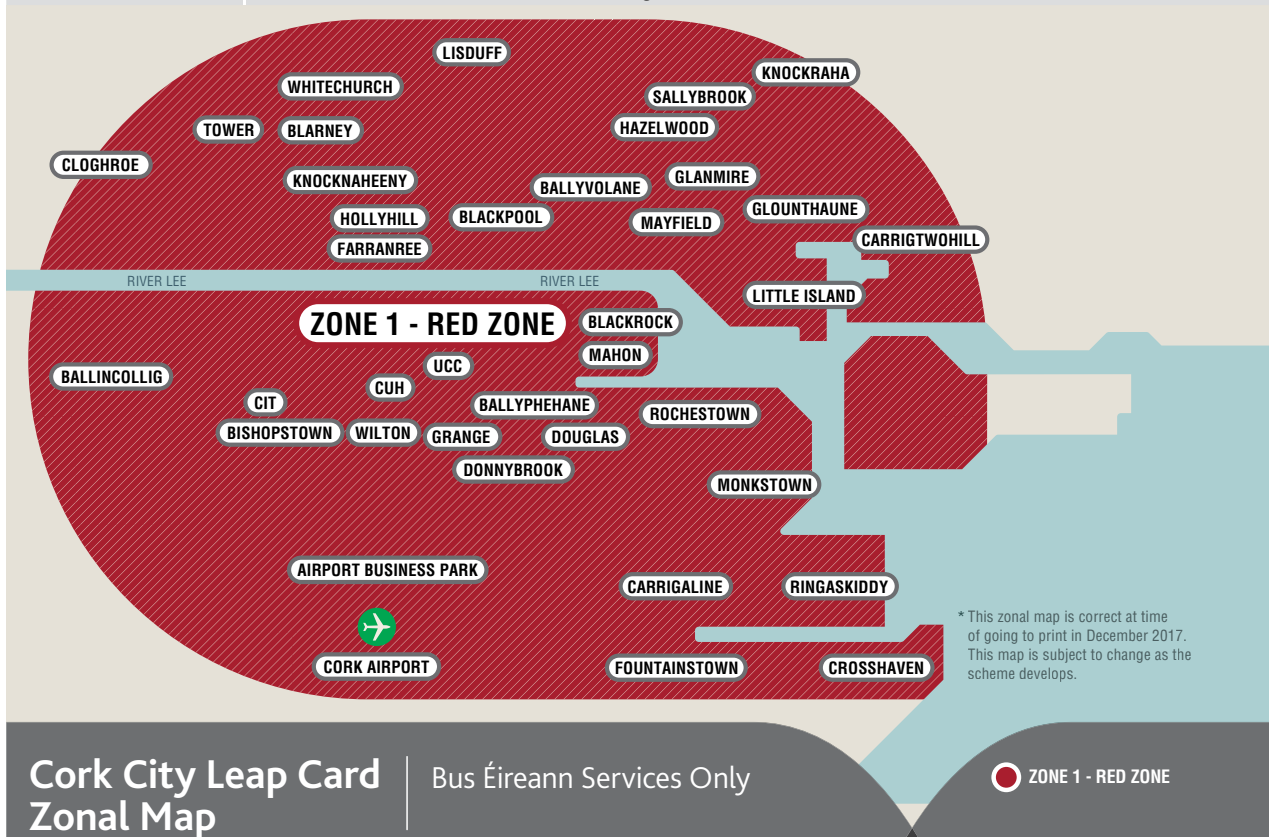 LISDUFF
KNOCKRAHA
WHITECHURCH
SALLYBROOK
TOWER
BLARNEY
HAZELWOOD
CLOGHROE
KNOCKNAHEENY
BALLYVOLANE
GLANMIRE
HOLLYHILL
BLACKPOOL
MAYFIELD
GLOUNTHAUNE
FARRANREE
CARRIGTWOHILL
RIVER LEE
RIVER LEE
LITTLE ISLAND
ZONE 1 - RED ZONE
BLACKROCK
MAHON
UCC
BALLINCOLLIG
CUH
CIT
BALLYPHEHANE
ROCHESTOWN
BISHOPSTOWN
WILTON
GRANGE
DOUGLAS
DONNYBROOK
MONKSTOWN
AIRPORT BUSINESS PARK
CARRIGALINE
RINGASKIDDY
CORK AIRPORT
FOUNTAINSTOWN
CROSSHAVEN
* This zonal map is correct at time
of going to print in December 2017.
This map is subject to change as the
scheme develops.
Cork City Leap Card
Zonal Map
Bus Éireann Services Only
ZONE 1 - RED ZONE